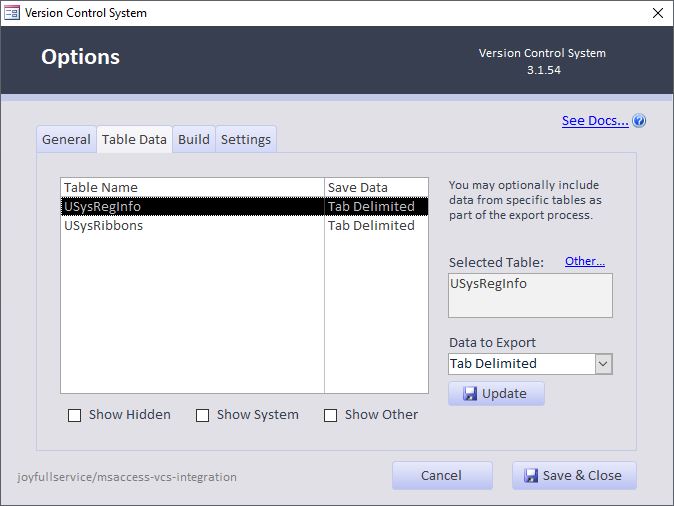 Version Control System
Options
Version Control System
3.1.54
See Docs...
General
Table Data
Build
Settings
Table Name Save Data
USysRegInfo Tab Delimited
USysRibbons Tab Delimited
You may optionally include
data from specific tables as
part of the export process.
Selected Table: Other...
USysRegInfo
Data to Export
Tab Delimited
Update
Show Hidden
Show System
Show Other
joyfullservice/msaccess-vcs-integration
Cancel
Save & Close